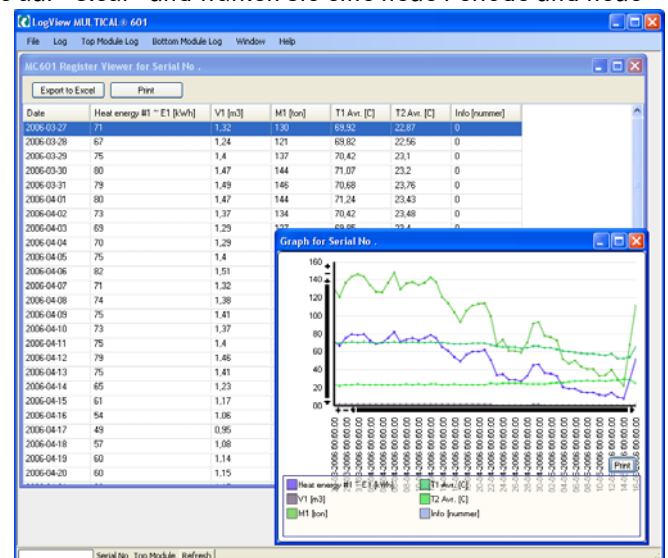 LogView MULTICAL® 601
File Log Top Module Log Bottom Module Log Window Help
MC601 Register Viewer for Serial No .
Export to Excel Print
Date Heat energy #1 ~ E1 [kWh] V1 [m3] M1 [ton] T1 Avr. [C] T2 Avr. [C] Info [nummer]
2006-03-27 71 1,32 130 69,92 22,87 0
2006-03-28 67 1,24 121 69,82 22,56 0
2006-03-29 75 1,4 137 70,42 23,1 0
2006-03-30 80 1,47 144 71,07 23,2 0
2006-03-31 79 1,49 146 70,68 23,76 0
2006-04-01 80 1,47 144 71,24 23,43 0
2006-04-02 73 1,37 134 70,42 23,48 0
2006-04-03 69 1,29 127 69,85 23,4 0
2006-04-04 70 1,29
2006-04-05 75 1,4
2006-04-06 82 1,51
2006-04-07 71 1,32
2006-04-08 74 1,38
2006-04-09 75 1,41
2006-04-10 73 1,37
2006-04-11 75 1,4
2006-04-12 79 1,46
2006-04-13 75 1,41
2006-04-14 65 1,23
2006-04-15 61 1,17
2006-04-16 54 1,06
2006-04-17 49 0,95
2006-04-18 57 1,08
2006-04-19 60 1,14
2006-04-20 60 1,15
Graph for Serial No .
160
140
120
100
80
60
40
20
00
Print
Heat energy #1 ~ E1 [kWh] T1 Avr. [C]
V1 [m3] T2 Avr. [C]
M1 [ton] Info [nummer]
Serial No Top Module Refresh